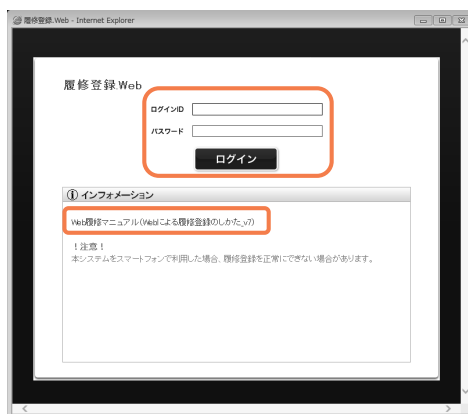 履修登録.Web - Internet Explorer
履修登録.Web
ログインID
パスワード
ログイン
インフォメーション
Web履修マニュアル(Webによる履修登録のしかた_v7)
！注意！
本システムをスマートフォンで利用した場合、履修登録を正常にできない場合があります。